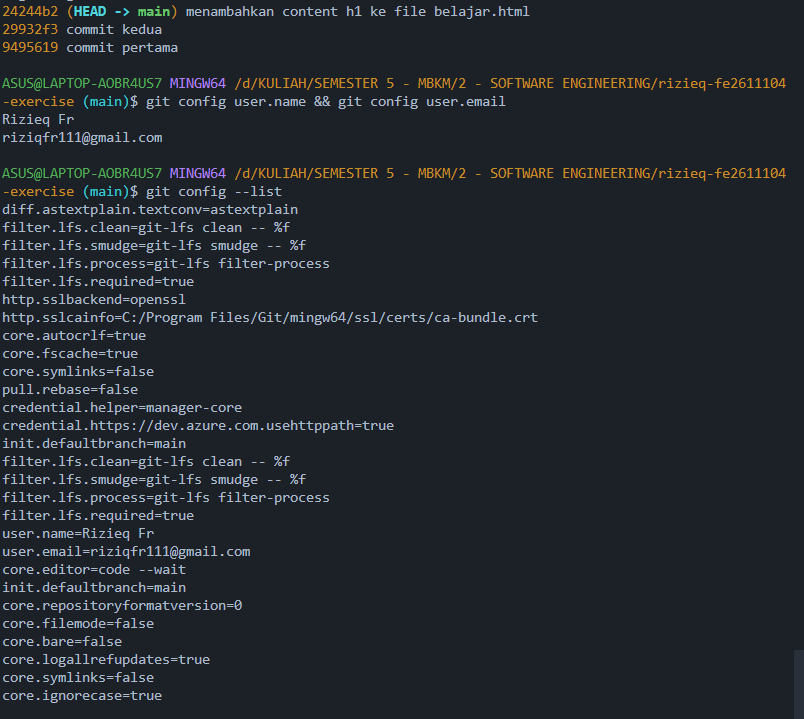 24244b2 (HEAD -> main) menambahkan content h1 ke file belajar.html
29932f3 commit kedua
9495619 commit pertama
ASUS@LAPTOP-AOBR4US7 MINGW64 /d/KULIAH/SEMESTER 5 - MBKM/2 - SOFTWARE ENGINEERING/rizieq-fe2611104
-exercise (main)$ git config user.name && git config user.email
Rizieq Fr
riziqfr111@gmail.com
ASUS@LAPTOP-AOBR4US7 MINGW64 /d/KULIAH/SEMESTER 5 - MBKM/2 - SOFTWARE ENGINEERING/rizieq-fe2611104
-exercise (main)$ git config --list
diff.astextplain.textconv=astextplain
filter.lfs.clean=git-lfs clean -- %f
filter.lfs.smudge=git-lfs smudge -- %f
filter.lfs.process=git-lfs filter-process
filter.lfs.required=true
http.sslbackend=openssl
http.sslcainfo=C:/Program Files/Git/mingw64/ssl/certs/ca-bundle.crt
core.autocrlf=true
core.fscache=true
core.symlinks=false
pull.rebase=false
credential.helper=manager-core
credential.https://dev.azure.com.usehttppath=true
init.defaultbranch=main
filter.lfs.clean=git-lfs clean -- %f
filter.lfs.smudge=git-lfs smudge -- %f
filter.lfs.process=git-lfs filter-process
filter.lfs.required=true
user.name=Rizieq Fr
user.email=riziqfr111@gmail.com
core.editor=code --wait
init.defaultbranch=main
core.repositoryformatversion=0
core.filemode=false
core.bare=false
core.logallrefupdates=true
core.symlinks=false
core.ignorecase=true